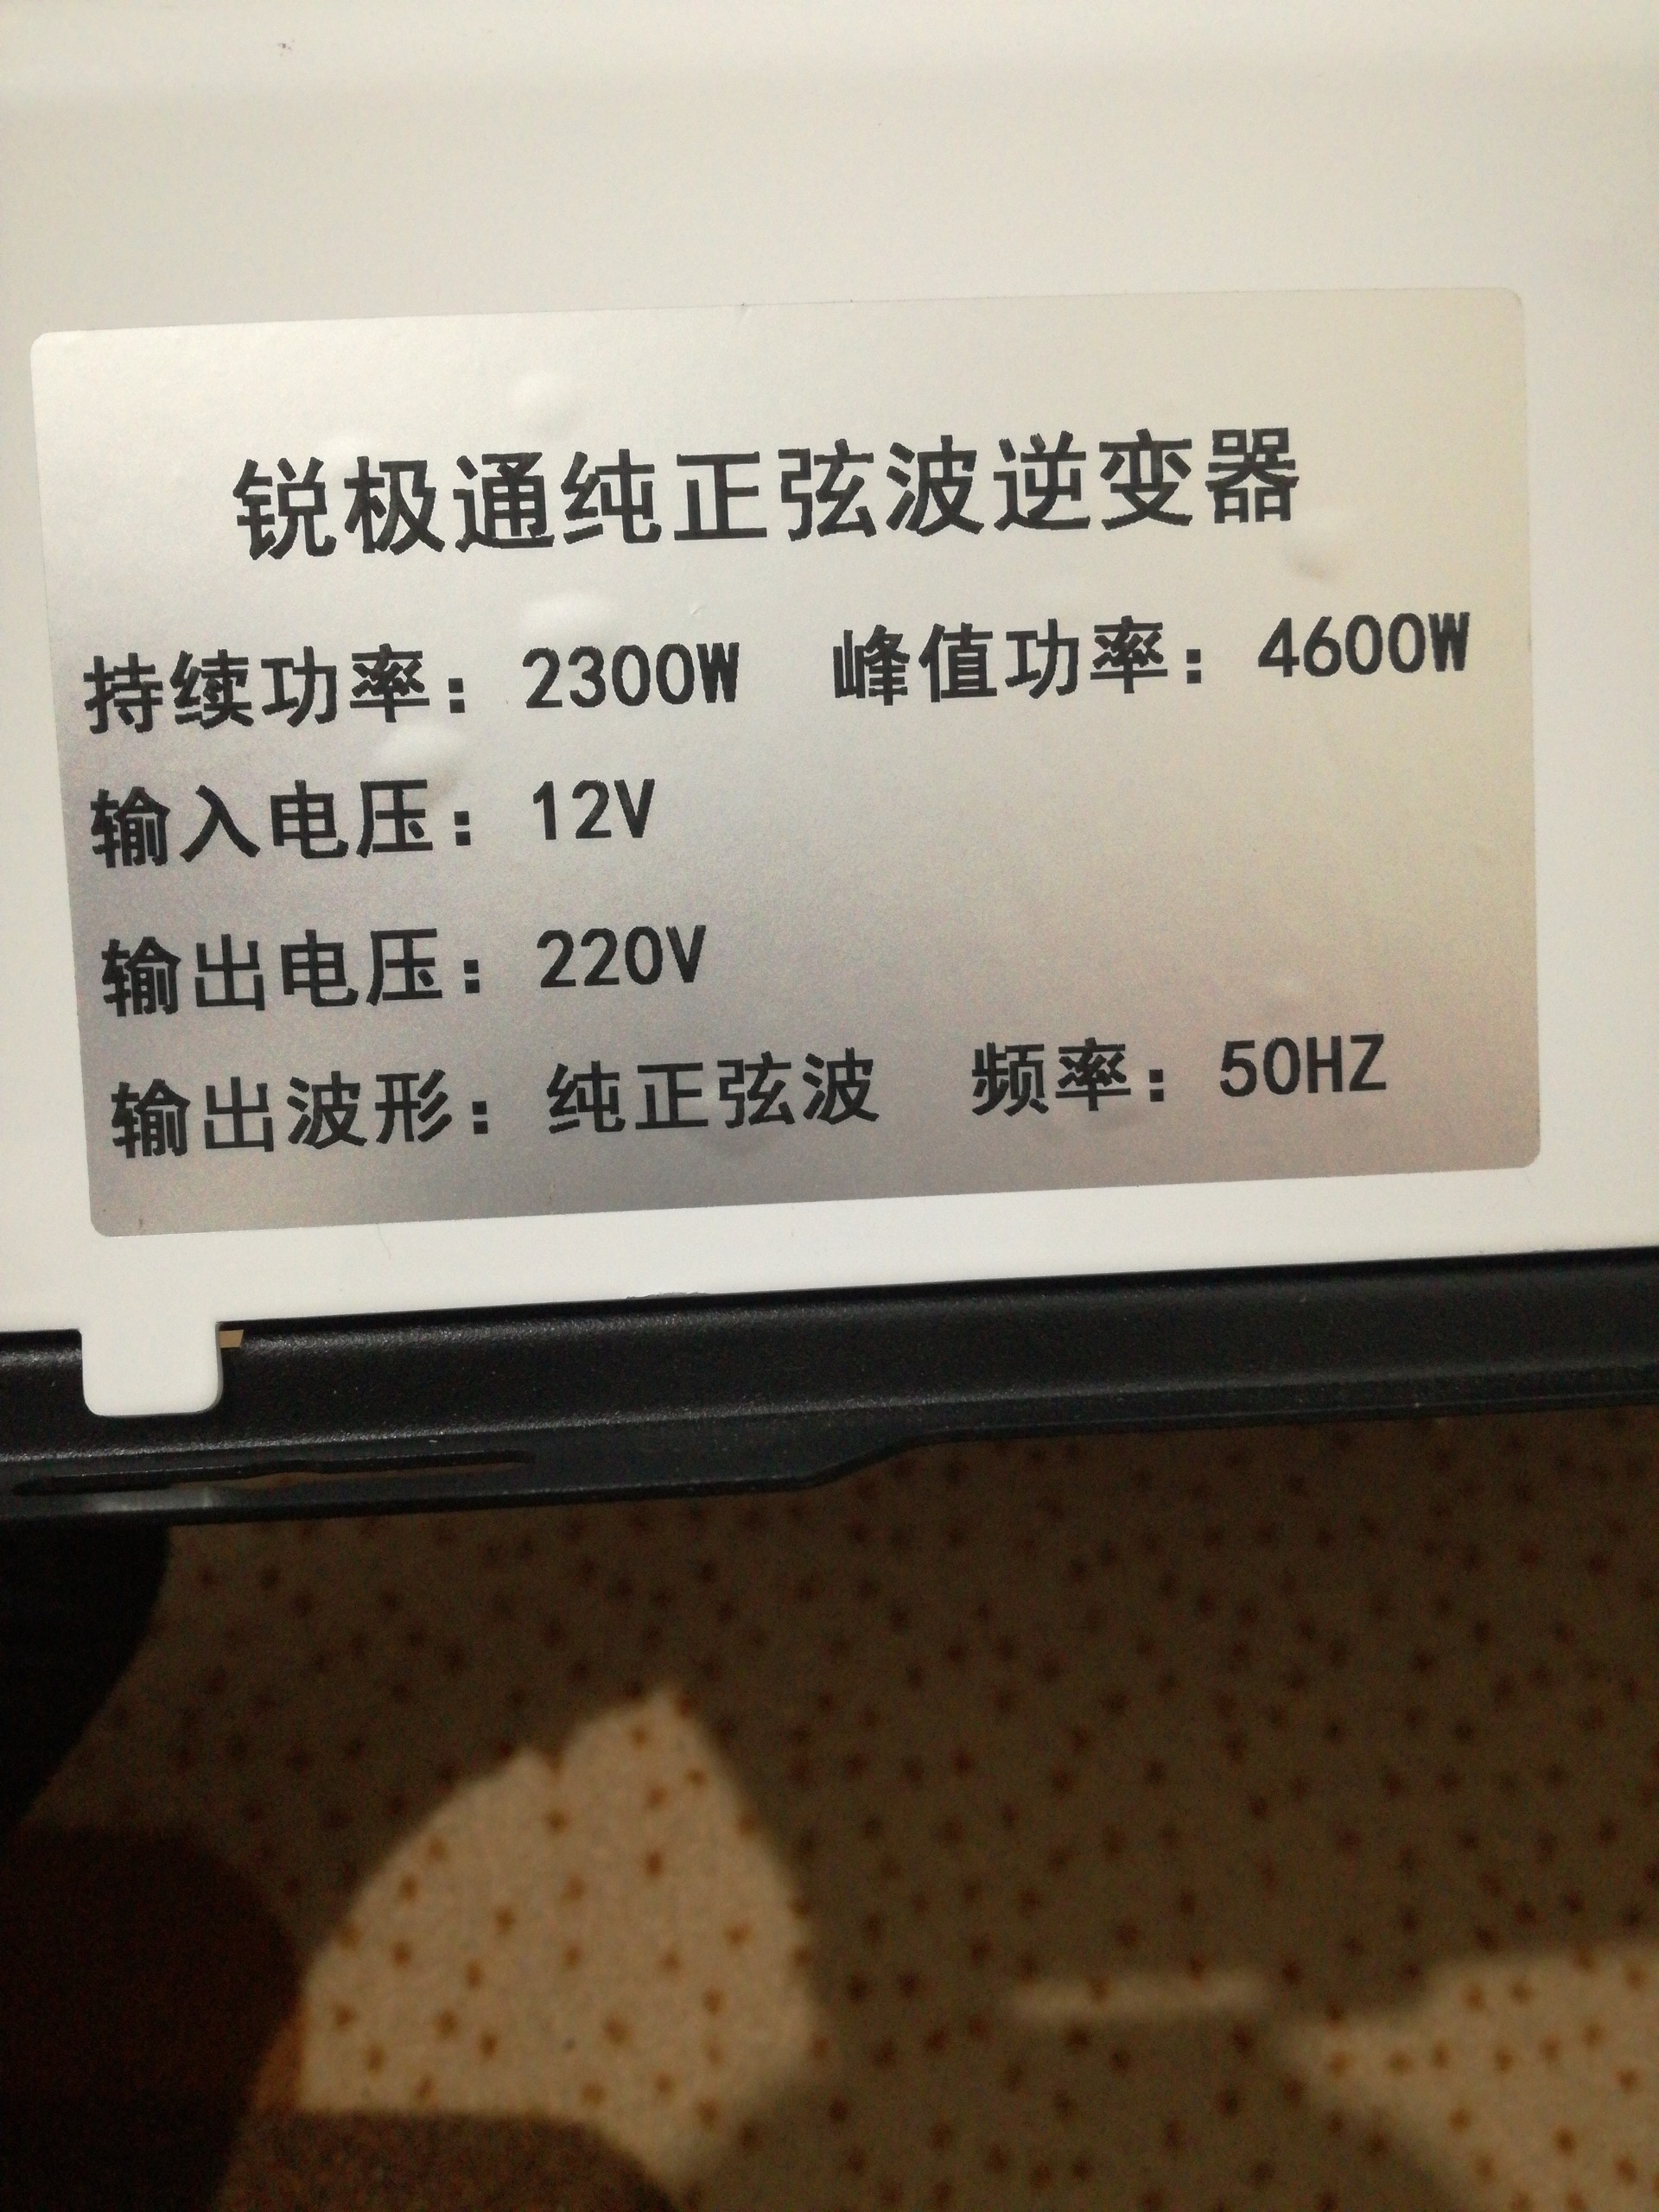 锐极通纯正弦波逆变器
持续功率：2300W 峰值功率：4600W
输入电压：12V
输出电压：220V
输出波形：纯正弦波 频率：50HZ